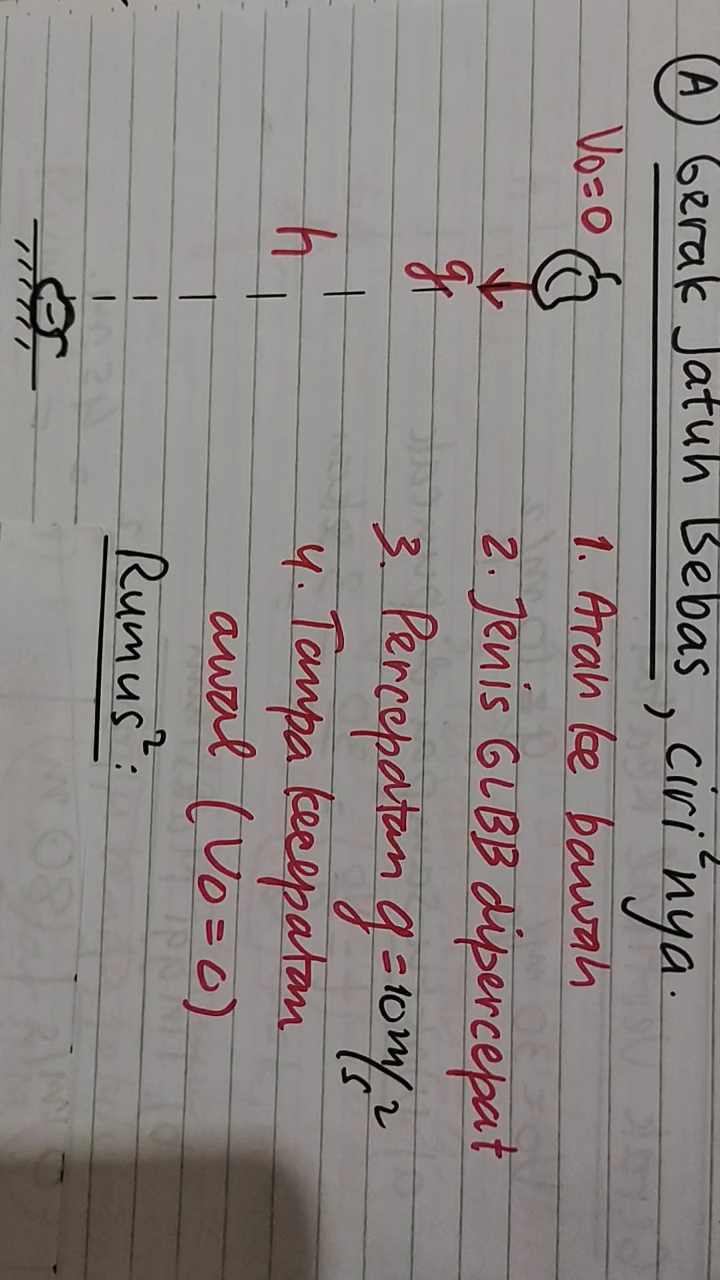 Ⓐ Gerak Jatuh Bebas, ciri²nya.
V0=0
g
h
1. Arah ke bawah
2. Jenis GLBB dipercepat
3. Percepatan g=10m/s²
4. Tanpa kecepatan
awal (V0=0)
Rumus²: